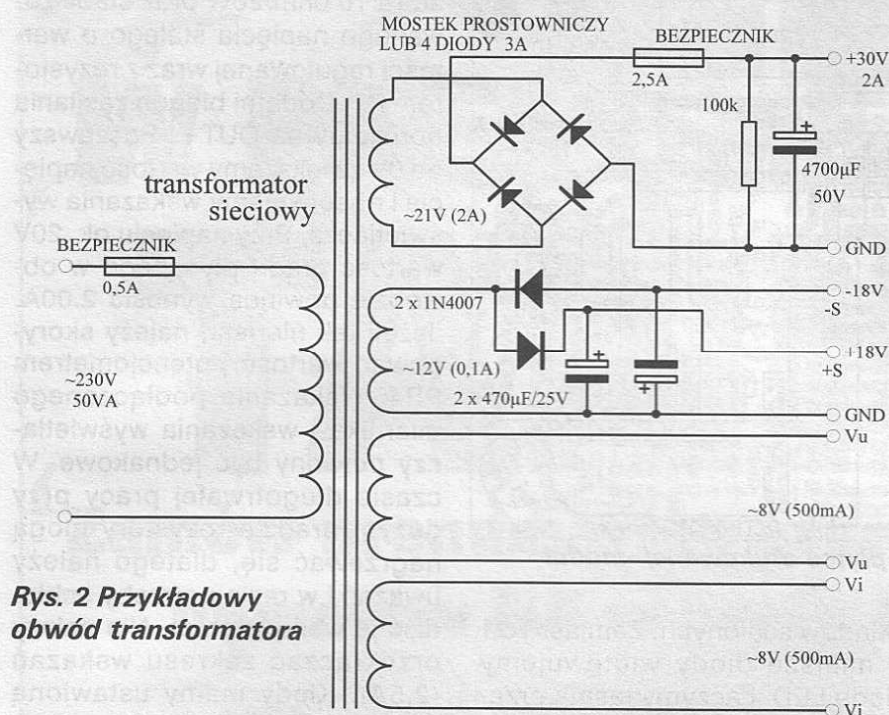 MOSTEK PROSTOWNICZY
LUB 4 DIODY 3A
BEZPIECZNIK
+30V
2A
2,5A
100k
+
4700µF
50V
transformator
sieciowy
~21V (2A)
GND
BEZPIECZNIK
0,5A
2 x 1N4007
-18V
-S
+18V
+S
~12V (0,1A)
+
2 x 470µF/25V
+
~230V
50VA
GND
Vu
~8V (500mA)
Vu
Vi
Rys. 2 Przykładowy
obwód transformatora
~8V (500mA)
Vi